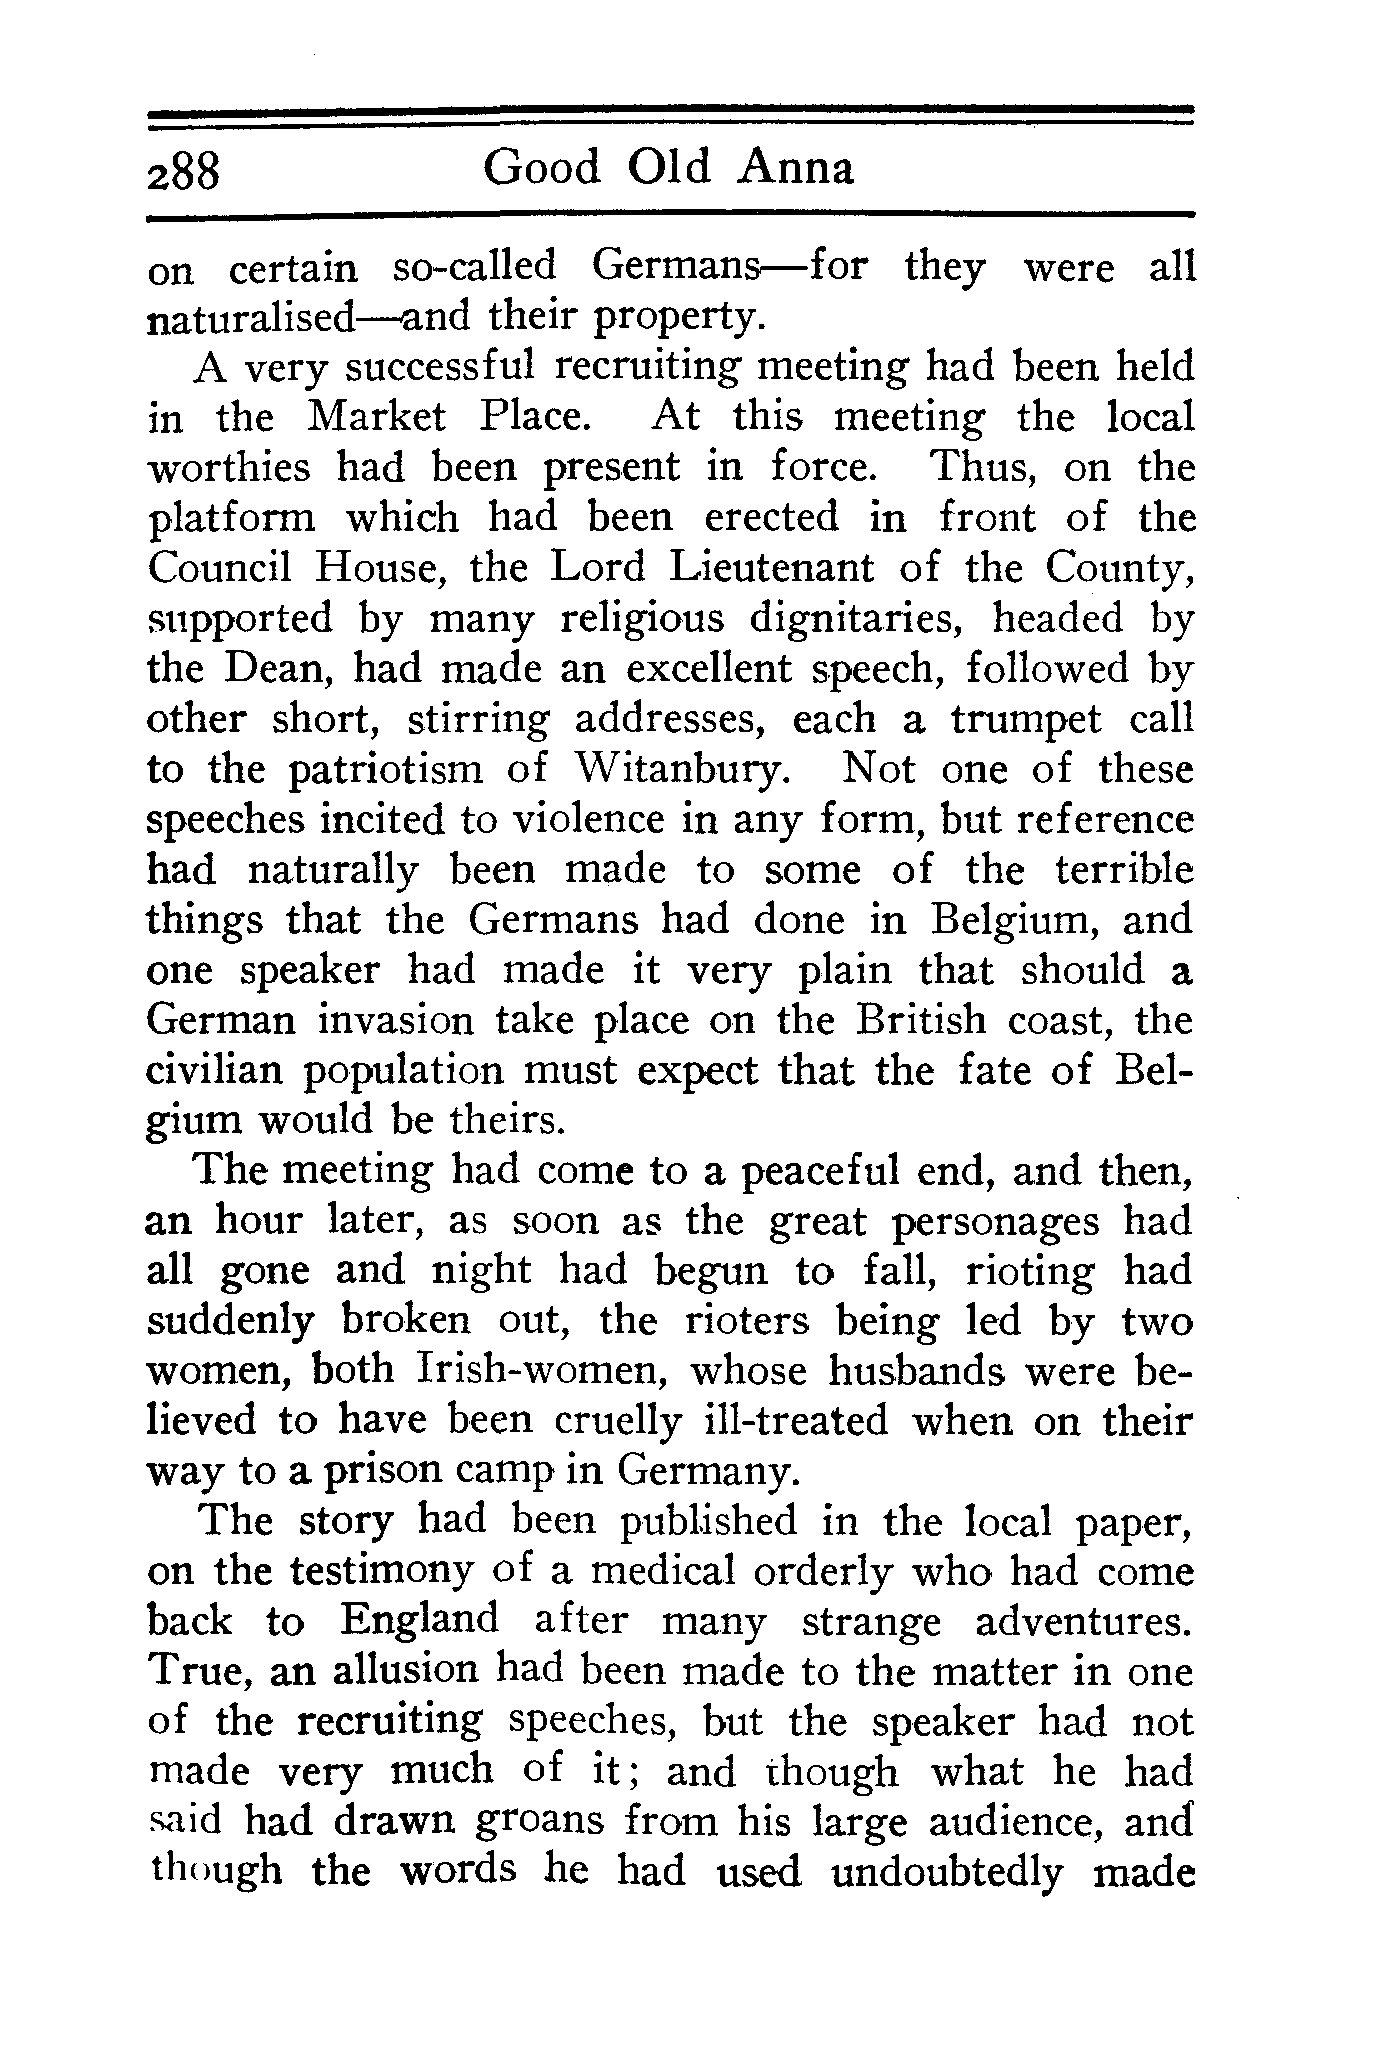 288 Good Old Anna
on certain so-called Germans—for they were all
naturalised—and their property.
A very successful recruiting meeting had been held
in the Market Place. At this meeting the local
worthies had been present in force. Thus, on the
platform which had been erected in front of the
Council House, the Lord Lieutenant of the County,
supported by many religious dignitaries, headed by
the Dean, had made an excellent speech, followed by
other short, stirring addresses, each a trumpet call
to the patriotism of Witanbury. Not one of these
speeches incited to violence in any form, but reference
had naturally been made to some of the terrible
things that the Germans had done in Belgium, and
one speaker had made it very plain that should a
German invasion take place on the British coast, the
civilian population must expect that the fate of Bel-
gium would be theirs.
The meeting had come to a peaceful end, and then,
an hour later, as soon as the great personages had
all gone and night had begun to fall, rioting had
suddenly broken out, the rioters being led by two
women, both Irish-women, whose husbands were be-
lieved to have been cruelly ill-treated when on their
way to a prison camp in Germany.
The story had been published in the local paper,
on the testimony of a medical orderly who had come
back to England after many strange adventures.
True, an allusion had been made to the matter in one
of the recruiting speeches, but the speaker had not
made very much of it; and though what he had
said had drawn groans from his large audience, and
though the words he had used undoubtedly made